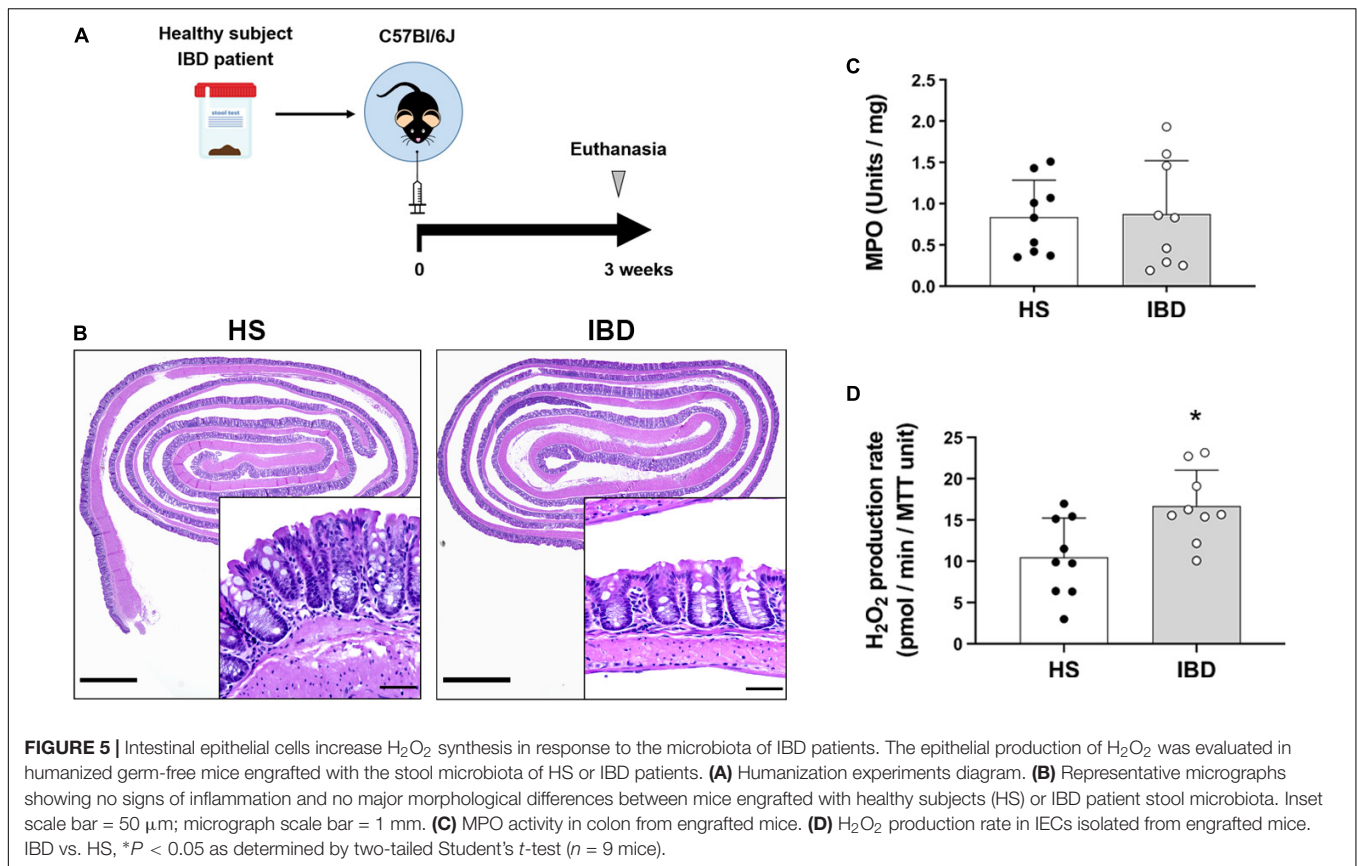 A
Healthy subject
IBD patient
stool test
C57Bl/6J
Euthanasia
0
3 weeks
B
HS
IBD
C
MPO (Units / mg)
2.5
2.0
1.5
1.0
0.5
0.0
HS
IBD
D
H₂O₂ production rate
(pmol / min / MTT unit)
25
20
15
10
5
0
*
HS
IBD
FIGURE 5 | Intestinal epithelial cells increase H₂O₂ synthesis in response to the microbiota of IBD patients. The epithelial production of H₂O₂ was evaluated in
humanized germ-free mice engrafted with the stool microbiota of HS or IBD patients. (A) Humanization experiments diagram. (B) Representative micrographs
showing no signs of inflammation and no major morphological differences between mice engrafted with healthy subjects (HS) or IBD patient stool microbiota. Inset
scale bar = 50 μm; micrograph scale bar = 1 mm. (C) MPO activity in colon from engrafted mice. (D) H₂O₂ production rate in IECs isolated from engrafted mice.
IBD vs. HS, *P < 0.05 as determined by two-tailed Student's t-test (n = 9 mice).